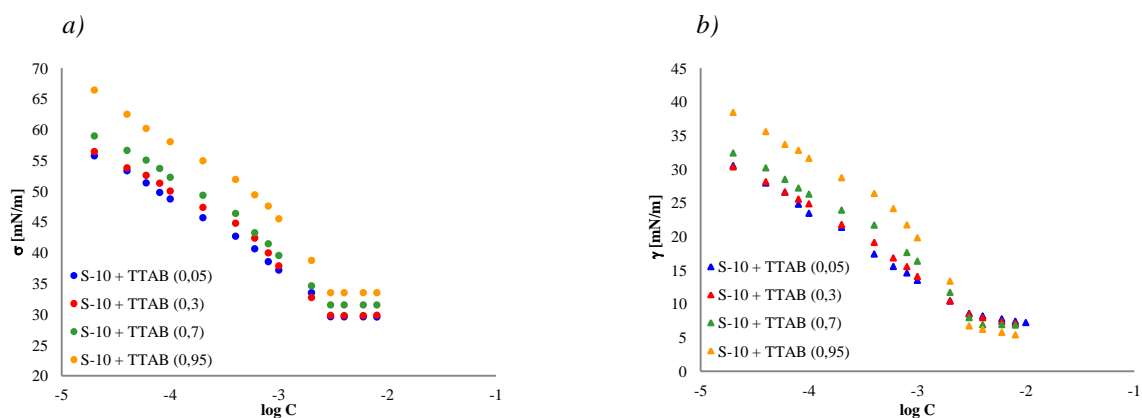 a)
70
65
60
55
50
45
40
35
30
25
20
σ [mN/m]
S-10 + TTAB (0,05)
S-10 + TTAB (0,3)
S-10 + TTAB (0,7)
S-10 + TTAB (0,95)
-5 -4 -3 -2 -1
log C
b)
45
40
35
30
25
20
15
10
5
0
γ [mN/m]
S-10 + TTAB (0,05)
S-10 + TTAB (0,3)
S-10 + TTAB (0,7)
S-10 + TTAB (0,95)
-5 -4 -3 -2 -1
log C